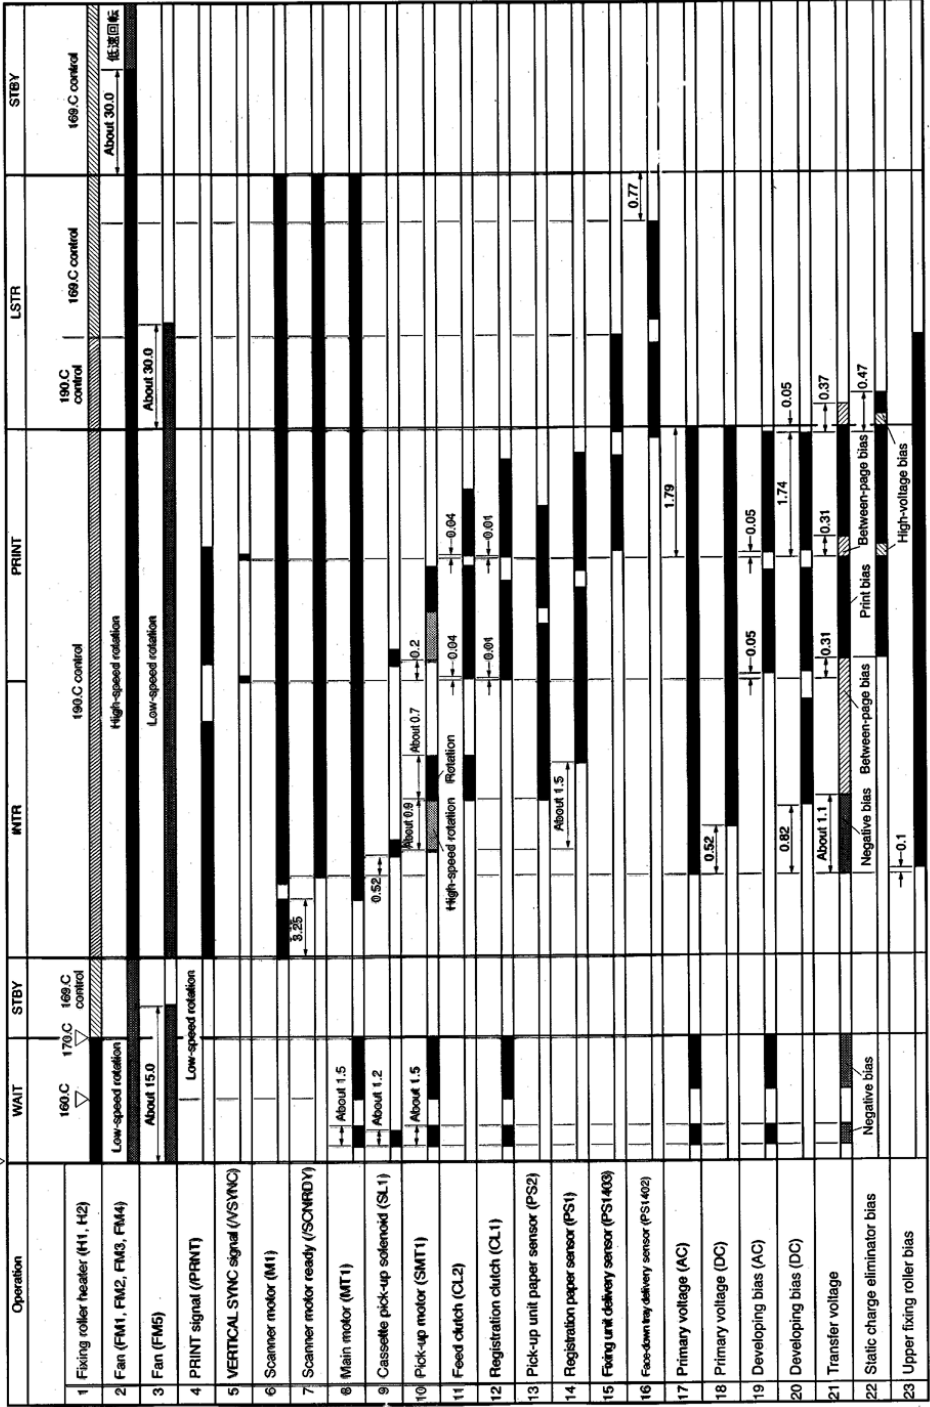 Operation WAIT STBY INTR PRINT LSTR STBY
1 Fixing roller heater (H1, H2) 160.C 170.C 169.C control 190.C control 190.C control 169.C control 169.C control
2 Fan (FM1, FM2, FM3, FM4) Low-speed rotation High-speed rotation About 30.0 低速回転
3 Fan (FM5) About 15.0 Low-speed rotation About 30.0
4 PRINT signal (/PRNT) Low-speed rotation
5 VERTICAL SYNC signal (/VSYNC)
6 Scanner motor (M1)
7 Scanner motor ready (/SCNRDY) 3.25
8 Main motor (MT1) About 1.5
9 Cassette pick-up solenoid (SL1) About 1.2 0.52
10 Pick-up motor (SMT1) About 1.5 About 0.9 About 0.7 0.2
High-speed rotation Rotation
11 Feed clutch (CL2) 0.04 0.04
12 Registration clutch (CL1) 0.01 0.01
13 Pick-up unit paper sensor (PS2)
14 Registration paper sensor (PS1) About 1.5
15 Fixing unit delivery sensor (PS1403)
16 Face-down tray delivery sensor (PS1402) 0.77
17 Primary voltage (AC) 1.79
18 Primary voltage (DC) 0.52
19 Developing bias (AC) 0.05 0.05
20 Developing bias (DC) 0.82 1.74 0.05
21 Transfer voltage About 1.1 0.31 0.31 0.37
Negative bias Negative bias Between-page bias Print bias Between-page bias
22 Static charge eliminator bias 0.47
High-voltage bias
23 Upper fixing roller bias 0.1